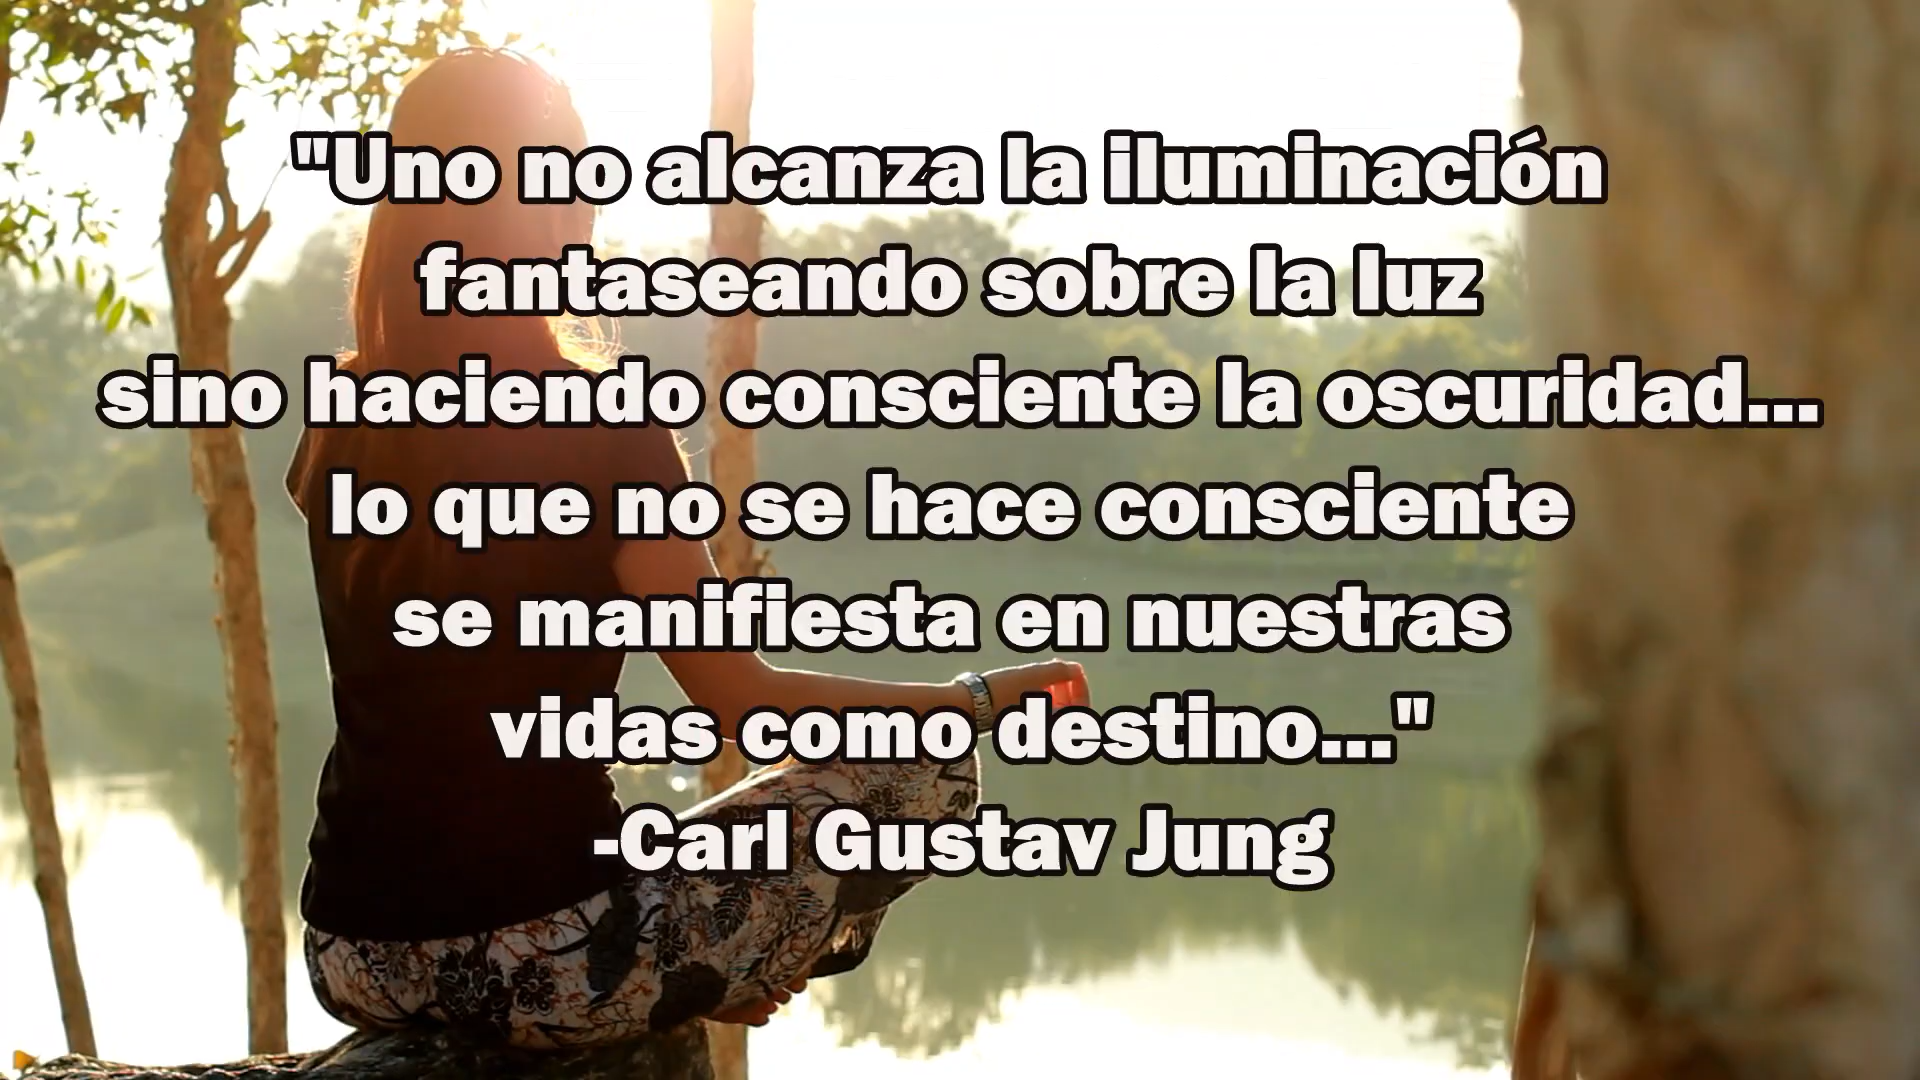 "Uno no alcanza la iluminación
fantaseando sobre la luz
sino haciendo consciente la oscuridad...
lo que no se hace consciente
se manifiesta en nuestras
vidas como destino..."
-Carl Gustav Jung